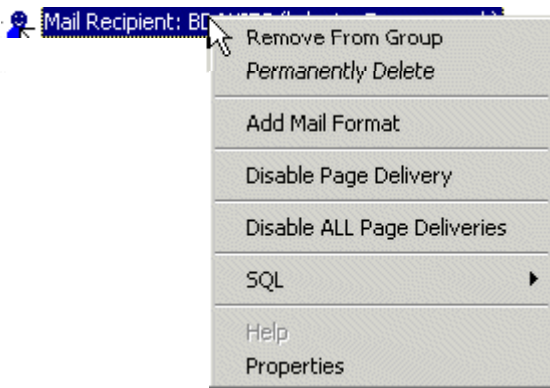 Mail Recipient:
Remove From Group
Permanently Delete
Add Mail Format
Disable Page Delivery
Disable ALL Page Deliveries
SQL
Help
Properties